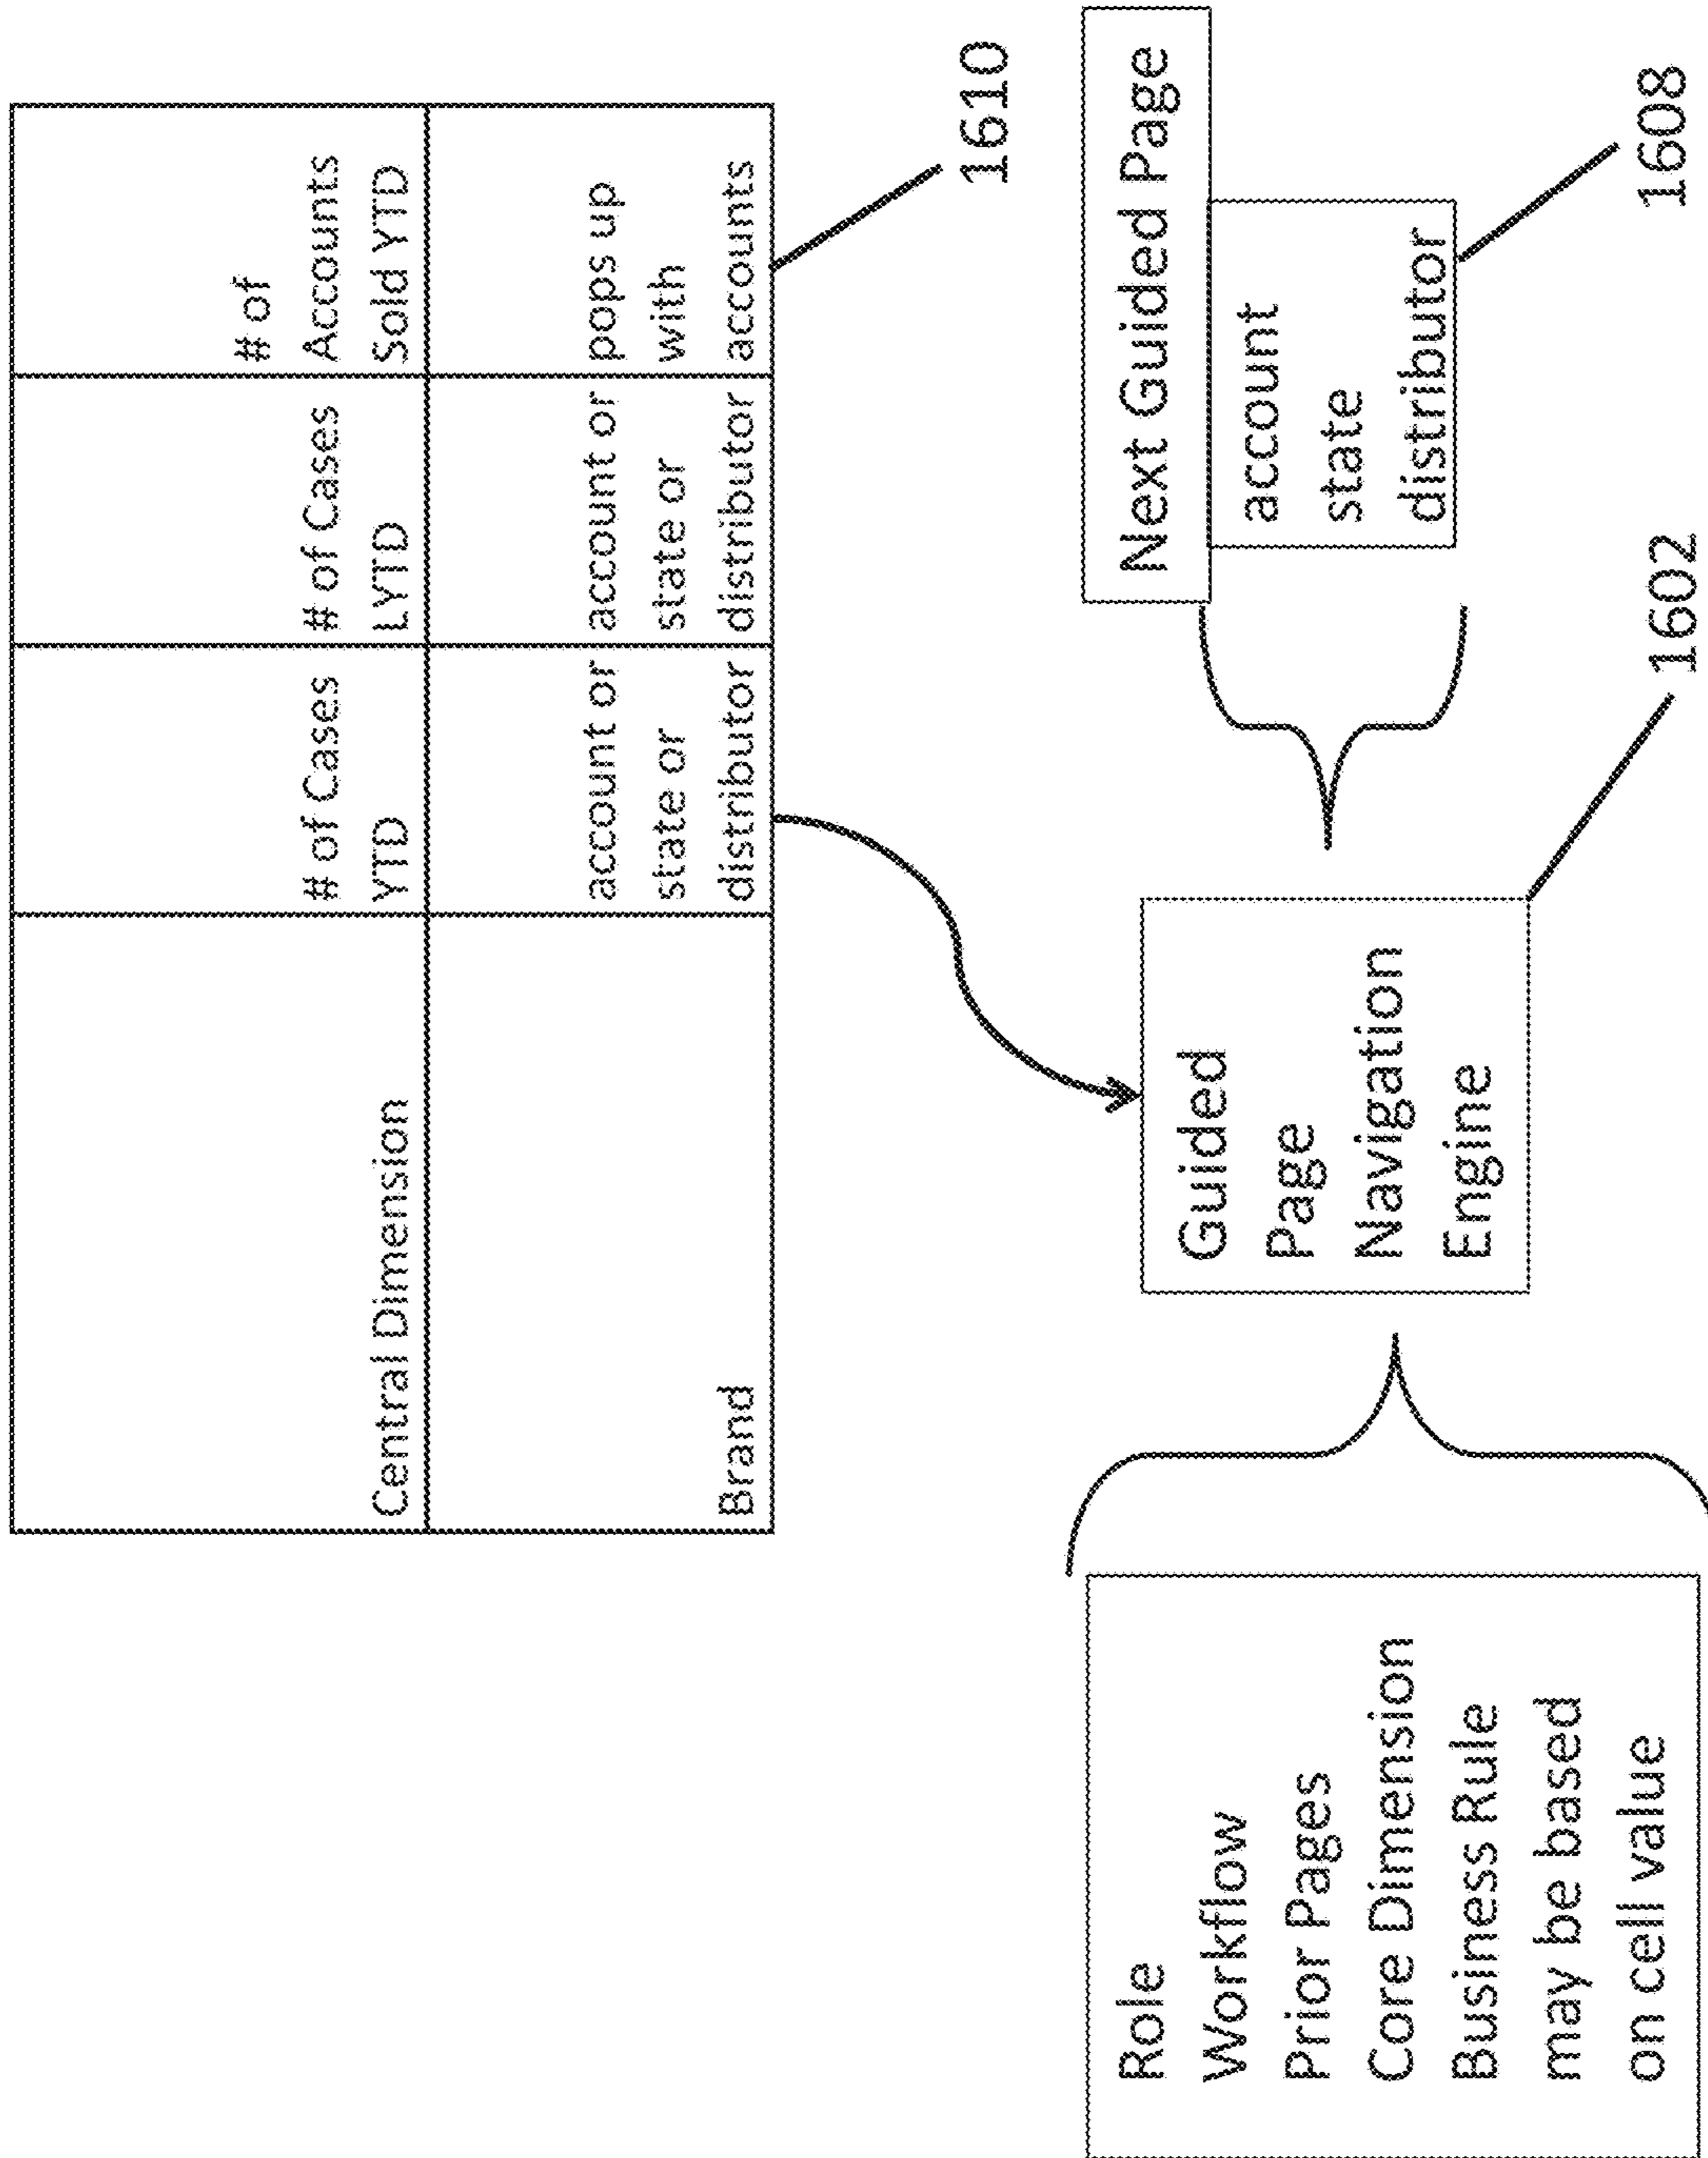 Central Dimension
# of Cases
YTD
# of Cases
LYTD
# of
Accounts
Sold YTD
Brand
account or
state or
distributor
account or
state or
distributor
pops up
with
accounts
1610
Role
Workflow
Prior Pages
Core Dimension
Business Rule
may be based
on cell value
Guided
Page
Navigation
Engine
1602
Next Guided Page
account
state
distributor
1608